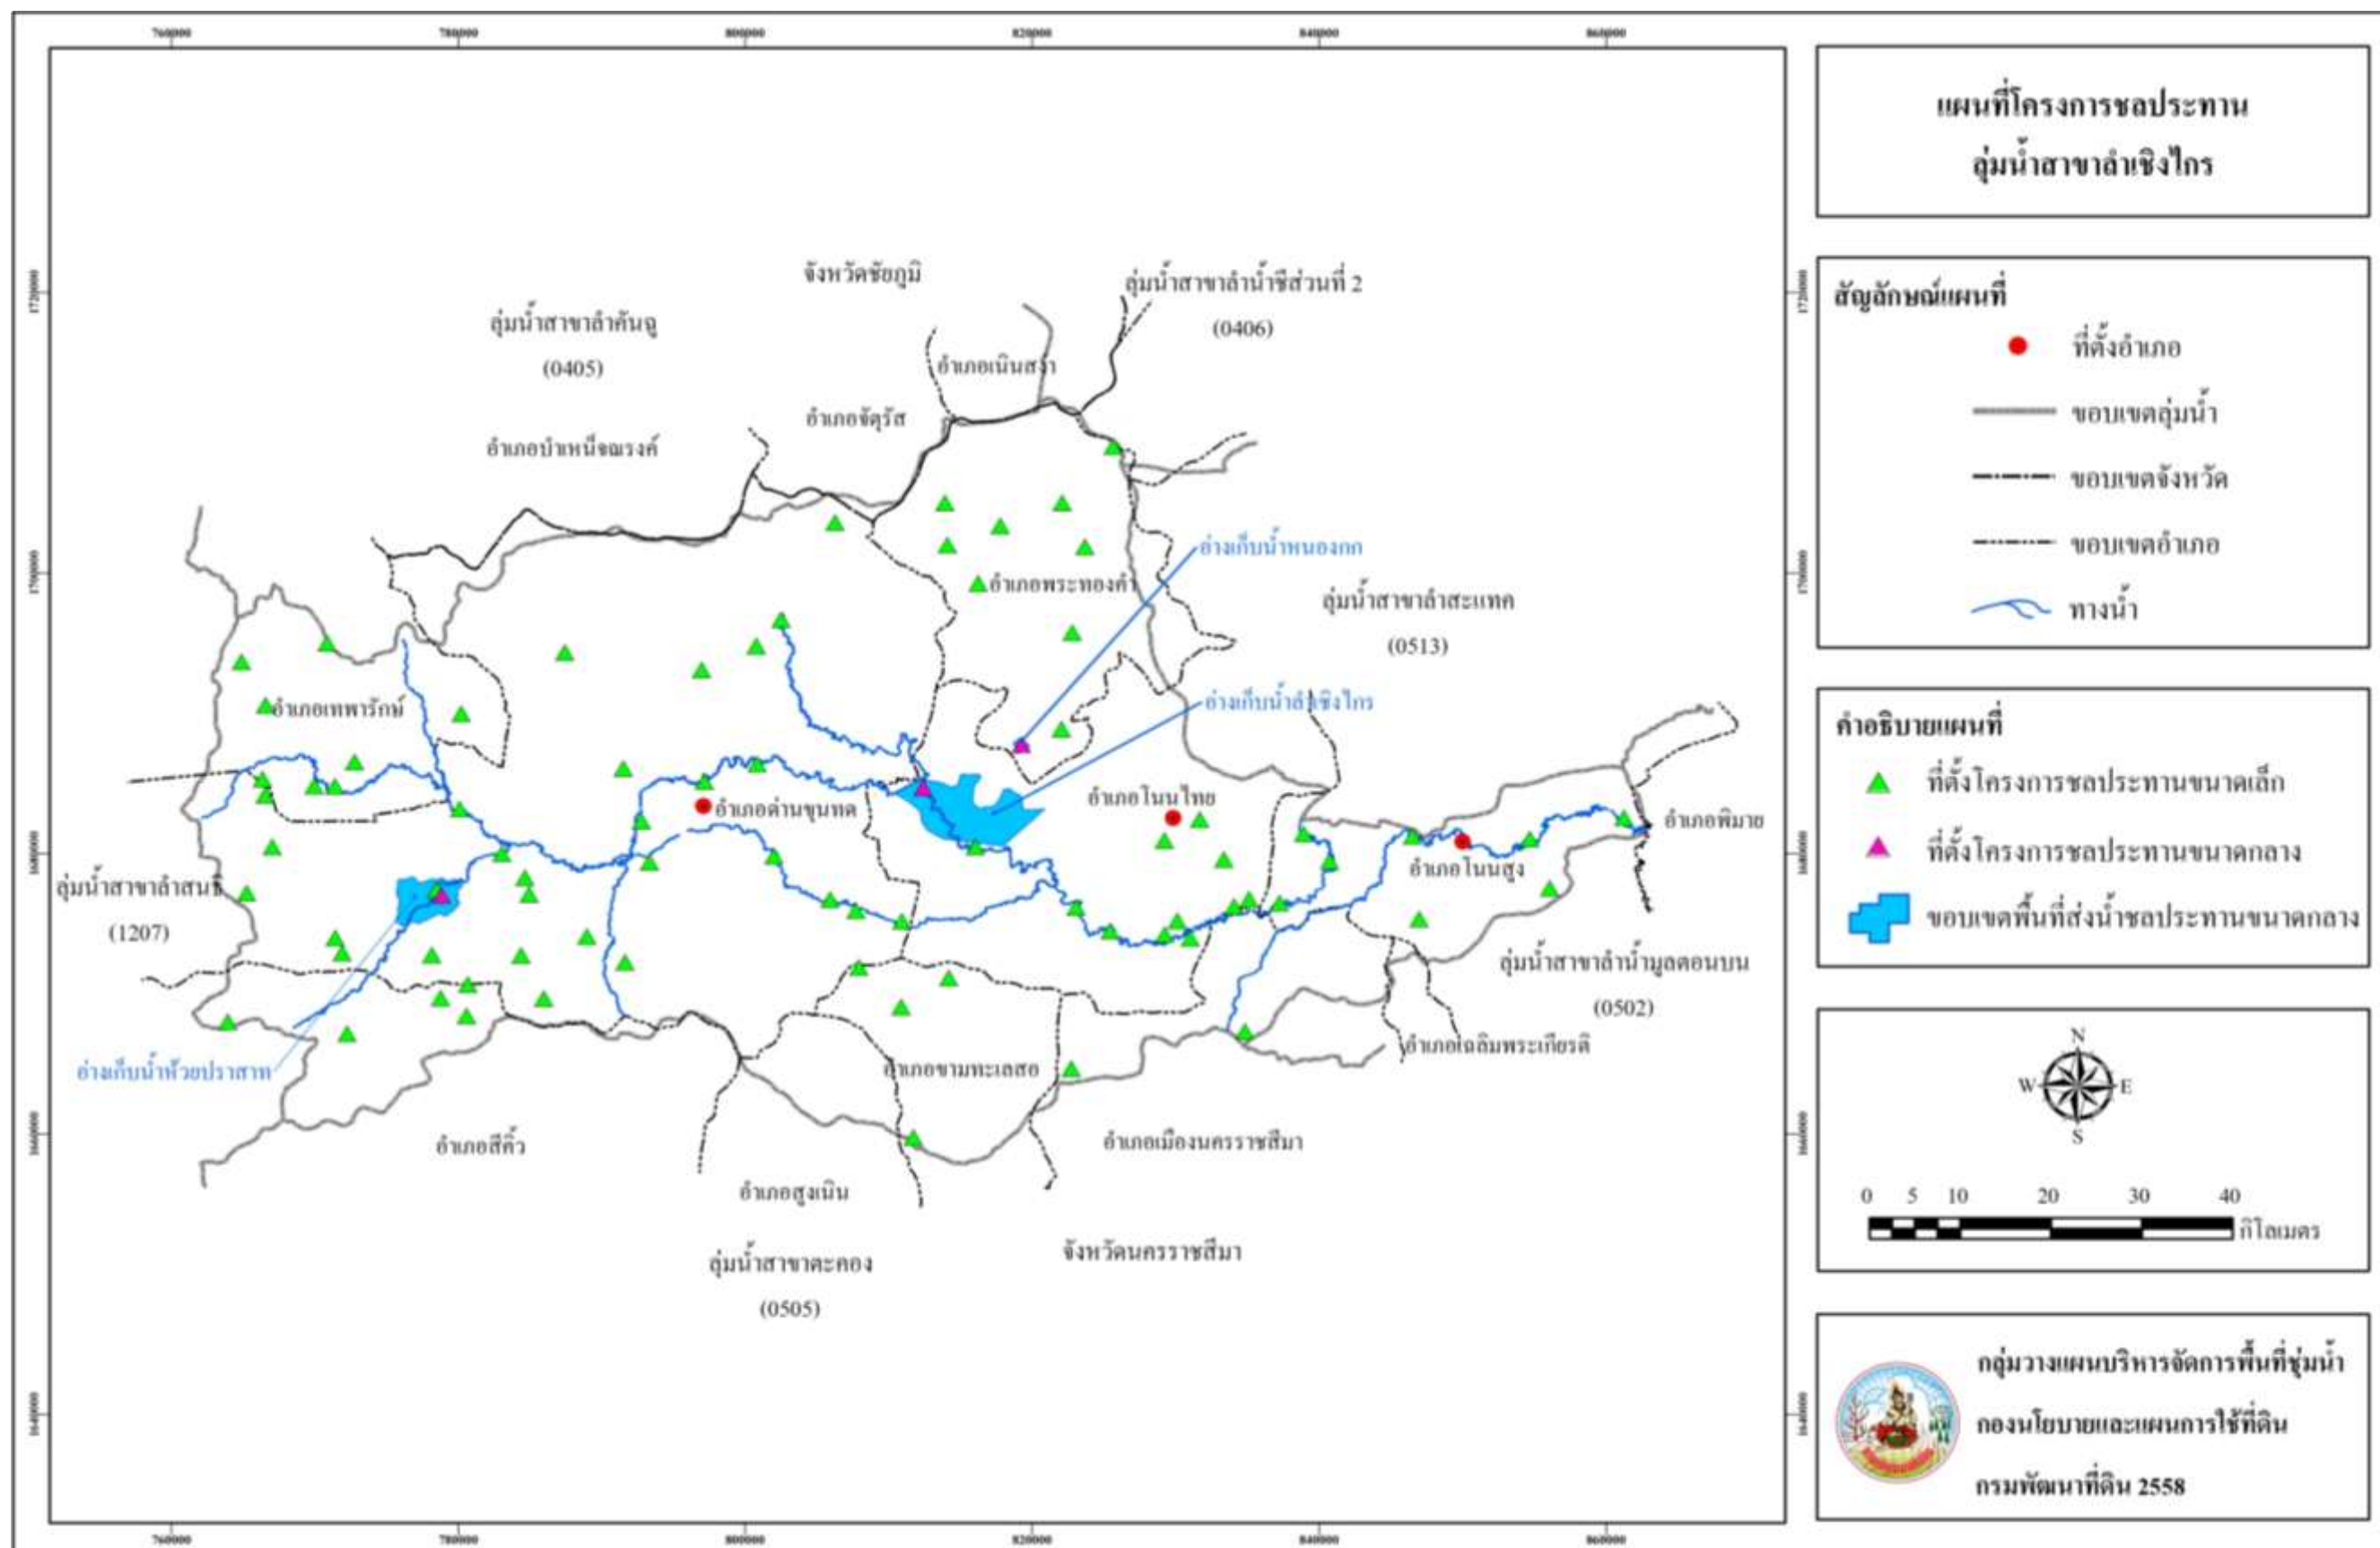 760000 780000 800000 820000 840000 860000
แผนที่โครงการชลประทาน
ลุ่มน้ำสาขาลำเชิงไกร
สัญลักษณ์แผนที่
ที่ตั้งอำเภอ
ขอบเขตลุ่มน้ำ
ขอบเขตจังหวัด
ขอบเขตอำเภอ
ทางน้ำ
คำอธิบายแผนที่
ที่ตั้งโครงการชลประทานขนาดเล็ก
ที่ตั้งโครงการชลประทานขนาดกลาง
ขอบเขตพื้นที่ส่งน้ำชลประทานขนาดกลาง
N
W E
S
0 5 10 20 30 40
กิโลเมตร
กลุ่มวางแผนบริหารจัดการพื้นที่ชุ่มน้ำ
กองนโยบายและแผนการใช้ที่ดิน
กรมพัฒนาที่ดิน 2558
จังหวัดชัยภูมิ
ลุ่มน้ำสาขาลำน้ำชีส่วนที่ 2
(0406)
ลุ่มน้ำสาขาลำคันฉู
(0405)
อำเภอเนินสง่า
อำเภอจัตุรัส
อำเภอบำเหน็จณรงค์
อ่างเก็บน้ำหนองกก
อำเภอพระทองคำ
ลุ่มน้ำสาขาลำสะแทด
(0513)
อ่างเก็บน้ำลำเชิงไกร
อำเภอเทพารักษ์
อำเภอด่านขุนทด
อำเภอโนนไทย
อำเภอพิมาย
อำเภอโนนสูง
ลุ่มน้ำสาขาลำสนธิ
(1207)
ลุ่มน้ำสาขาลำน้ำมูลตอนบน
(0502)
อำเภอเฉลิมพระเกียรติ
อ่างเก็บน้ำห้วยปราสาท
อำเภอขามทะเลสอ
อำเภอสีคิ้ว
อำเภอเมืองนครราชสีมา
อำเภอสูงเนิน
จังหวัดนครราชสีมา
ลุ่มน้ำสาขาตะคอง
(0505)
1720000 1720000
1700000 1700000
1680000 1680000
1660000 1660000
1640000 1640000
760000 780000 800000 820000 840000 860000